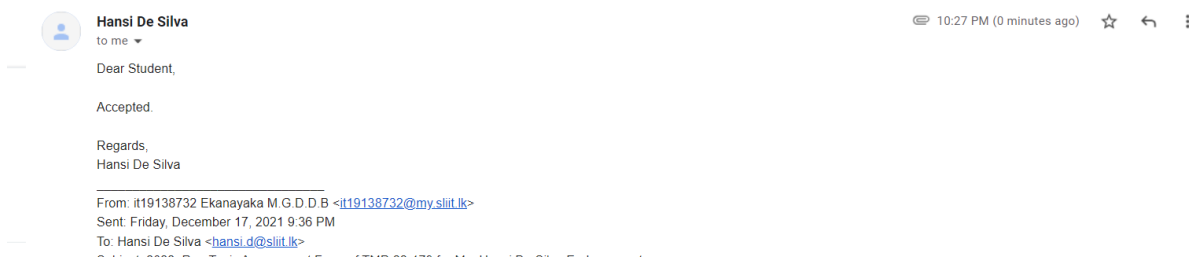 Hansi De Silva
10:27 PM (0 minutes ago)
to me
Dear Student,
Accepted.
Regards,
Hansi De Silva
From: it19138732 Ekanayaka M.G.D.D.B <it19138732@my.sliit.lk>
Sent: Friday, December 17, 2021 9:36 PM
To: Hansi De Silva <hansi.d@sliit.lk>